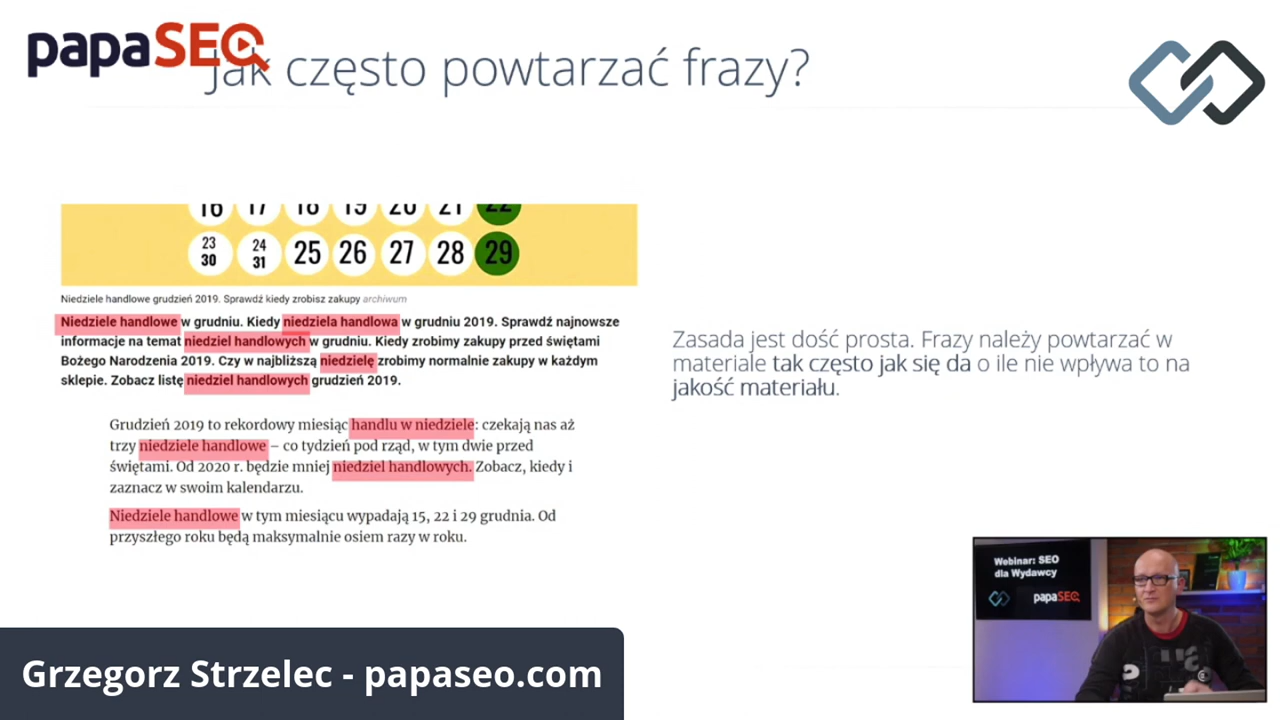 papaSEO
Jak często powtarzać frazy?
16 17 18 19 20 21 22
23 24 25 26 27 28 29
30 31
Niedziele handlowe grudzień 2019. Sprawdź kiedy zrobisz zakupy archiwum
Niedziele handlowe w grudniu. Kiedy niedziela handlowa w grudniu 2019. Sprawdź najnowsze
informacje na temat niedziel handlowych w grudniu. Kiedy zrobimy zakupy przed świętami
Bożego Narodzenia 2019. Czy w najbliższą niedzielę zrobimy normalnie zakupy w każdym
sklepie. Zobacz listę niedziel handlowych grudzień 2019.
Grudzień 2019 to rekordowy miesiąc handlu w niedziele: czekają nas aż
trzy niedziele handlowe – co tydzień pod rząd, w tym dwie przed
świętami. Od 2020 r. będzie mniej niedziel handlowych. Zobacz, kiedy i
zaznacz w swoim kalendarzu.
Niedziele handlowe w tym miesiącu wypadają 15, 22 i 29 grudnia. Od
przyszłego roku będą maksymalnie osiem razy w roku.
Zasada jest dość prosta. Frazy należy powtarzać w
materiale tak często jak się da o ile nie wpływa to na
jakość materiału.
Webinar: SEO
dla Wydawcy
papaSEO
Grzegorz Strzelec - papaseo.com